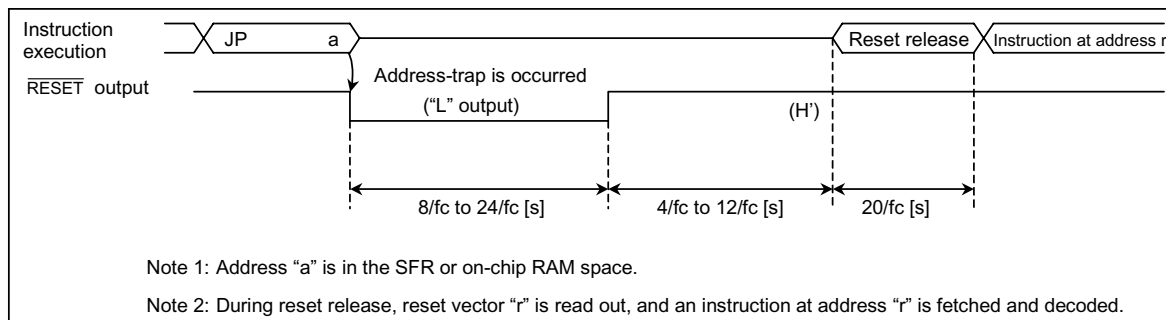 Instruction
execution
JP a
Reset release
Instruction at address r
RESET output
Address-trap is occurred
("L" output)
(H')
8/fc to 24/fc [s]
4/fc to 12/fc [s]
20/fc [s]
Note 1: Address “a” is in the SFR or on-chip RAM space.
Note 2: During reset release, reset vector “r” is read out, and an instruction at address “r” is fetched and decoded.